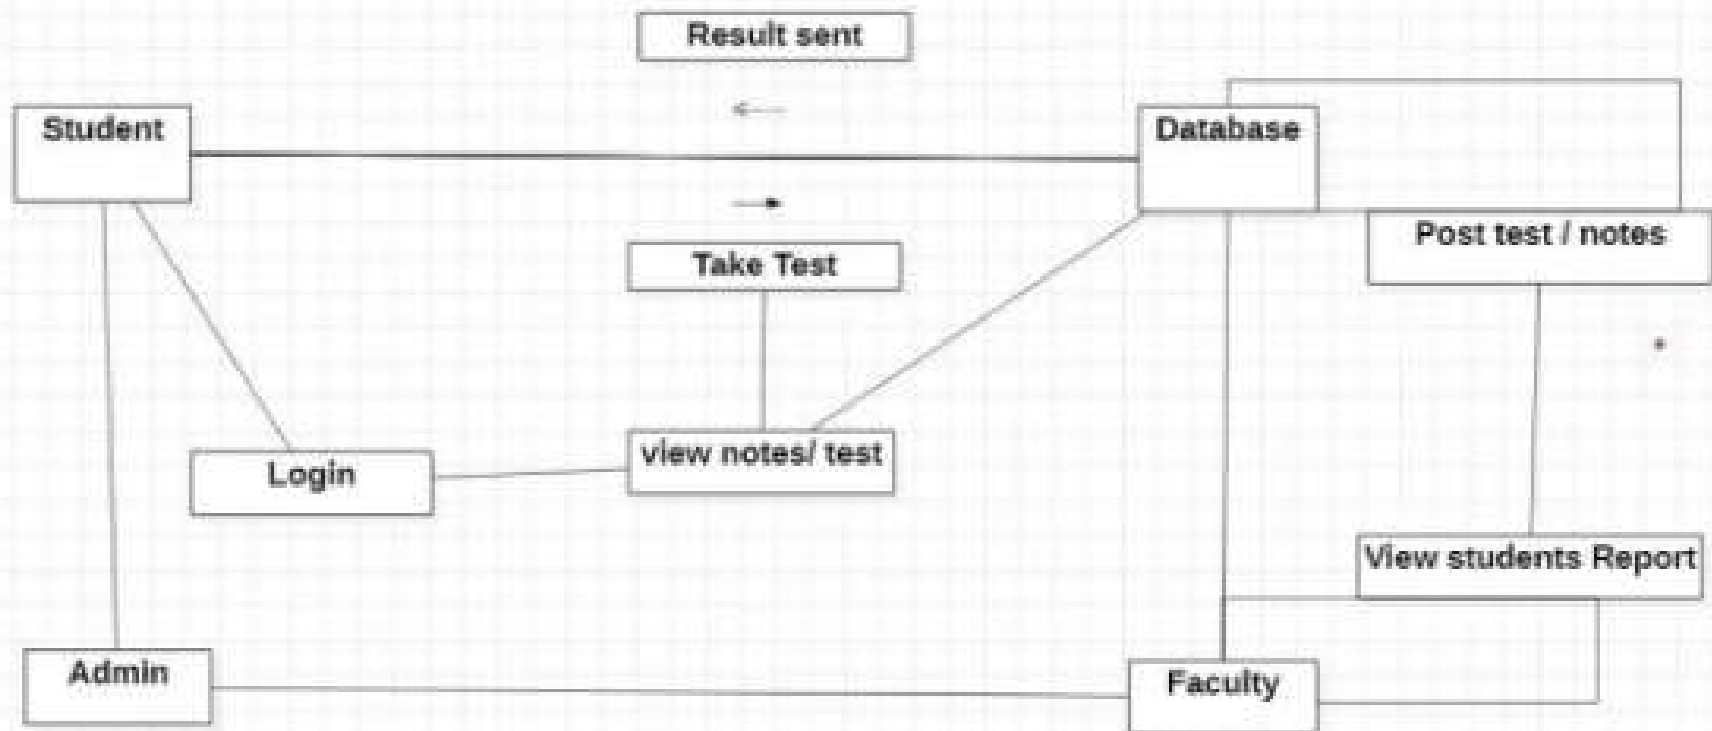 Result sent
Student
Database
Post test / notes
Take Test
view notes/ test
Login
View students Report
Admin
Faculty